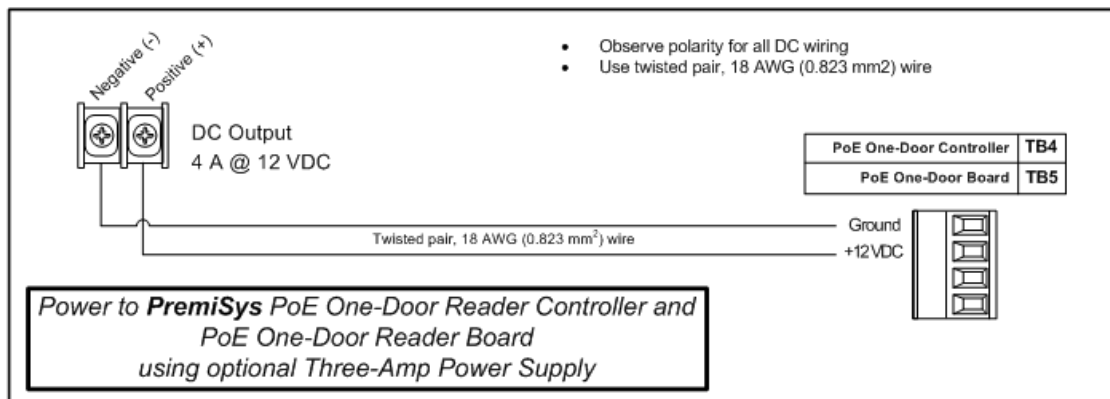 Negative (-)
Positive (+)
• Observe polarity for all DC wiring
• Use twisted pair, 18 AWG (0.823 mm2) wire
DC Output
4 A @ 12 VDC
PoE One-Door Controller TB4
PoE One-Door Board TB5
Ground
Twisted pair, 18 AWG (0.823 mm²) wire
+12VDC
Power to PremiSys PoE One-Door Reader Controller and
PoE One-Door Reader Board
using optional Three-Amp Power Supply